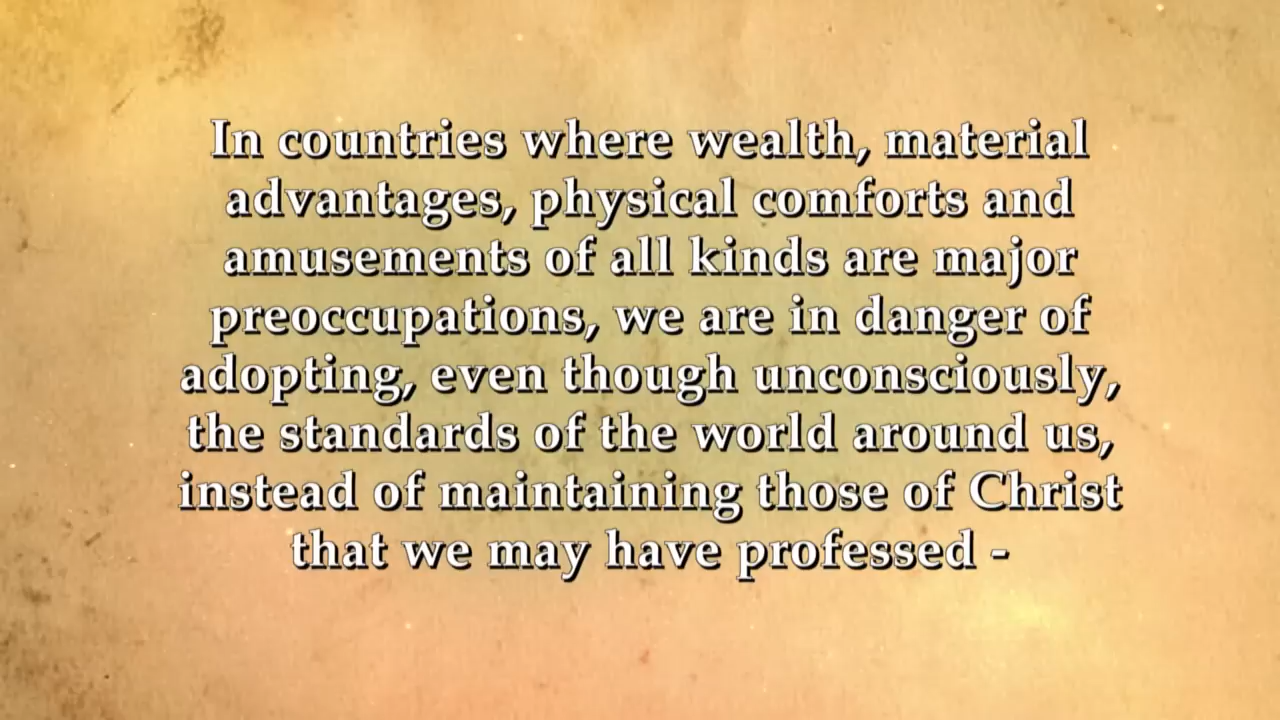 In countries where wealth, material
advantages, physical comforts and
amusements of all kinds are major
preoccupations, we are in danger of
adopting, even though unconsciously,
the standards of the world around us,
instead of maintaining those of Christ
that we may have professed -